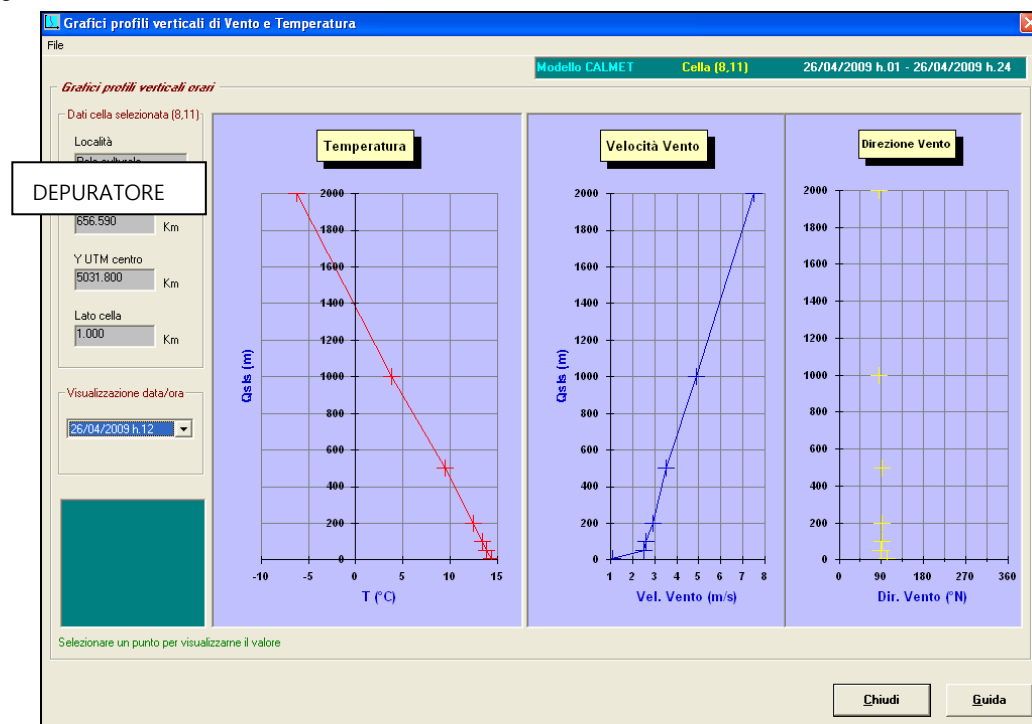 Grafici profili verticali di Vento e Temperatura
File
Modello CALMET Cella (8,11) 26/04/2009 h.01 - 26/04/2009 h.24
Grafici profili verticali orari
Dati cella selezionata (8,11)
Località
DEPURATORE
656.590 Km
Y UTM centro
5031.800 Km
Lato cella
1.000 Km
Visualizzazione data/ora
26/04/2009 h.12
Temperatura
2000
1800
1600
1400
1200
1000
800
600
400
200
0
Qsls (m)
-10 -5 0 5 10 15
T (°C)
Velocità Vento
2000
1800
1600
1400
1200
1000
800
600
400
200
0
Qsls (m)
1 2 3 4 5 6 7 8
Vel. Vento (m/s)
Direzione Vento
2000
1800
1600
1400
1200
1000
800
600
400
200
0
0 90 180 270 360
Dir. Vento (°N)
Selezionare un punto per visualizzarne il valore
Chiudi Guida